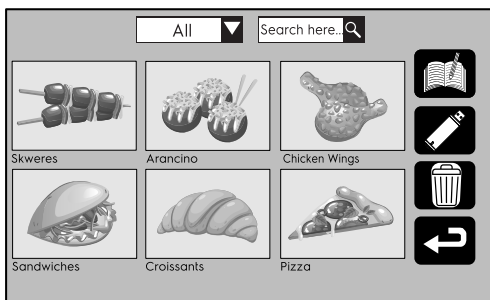 All
Search here...
Skweres
Arancino
Chicken Wings
Sandwiches
Croissants
Pizza